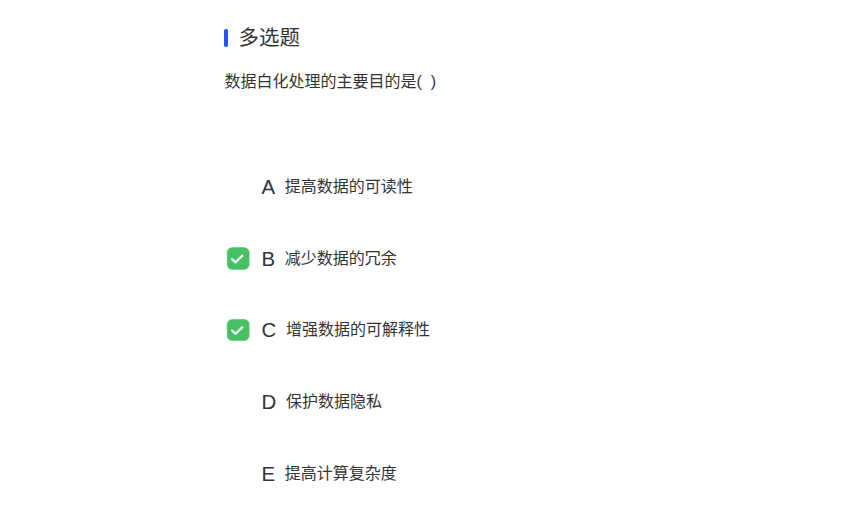 多选题
数据白化处理的主要目的是( )
A 提高数据的可读性
B 减少数据的冗余
C 增强数据的可解释性
D 保护数据隐私
E 提高计算复杂度